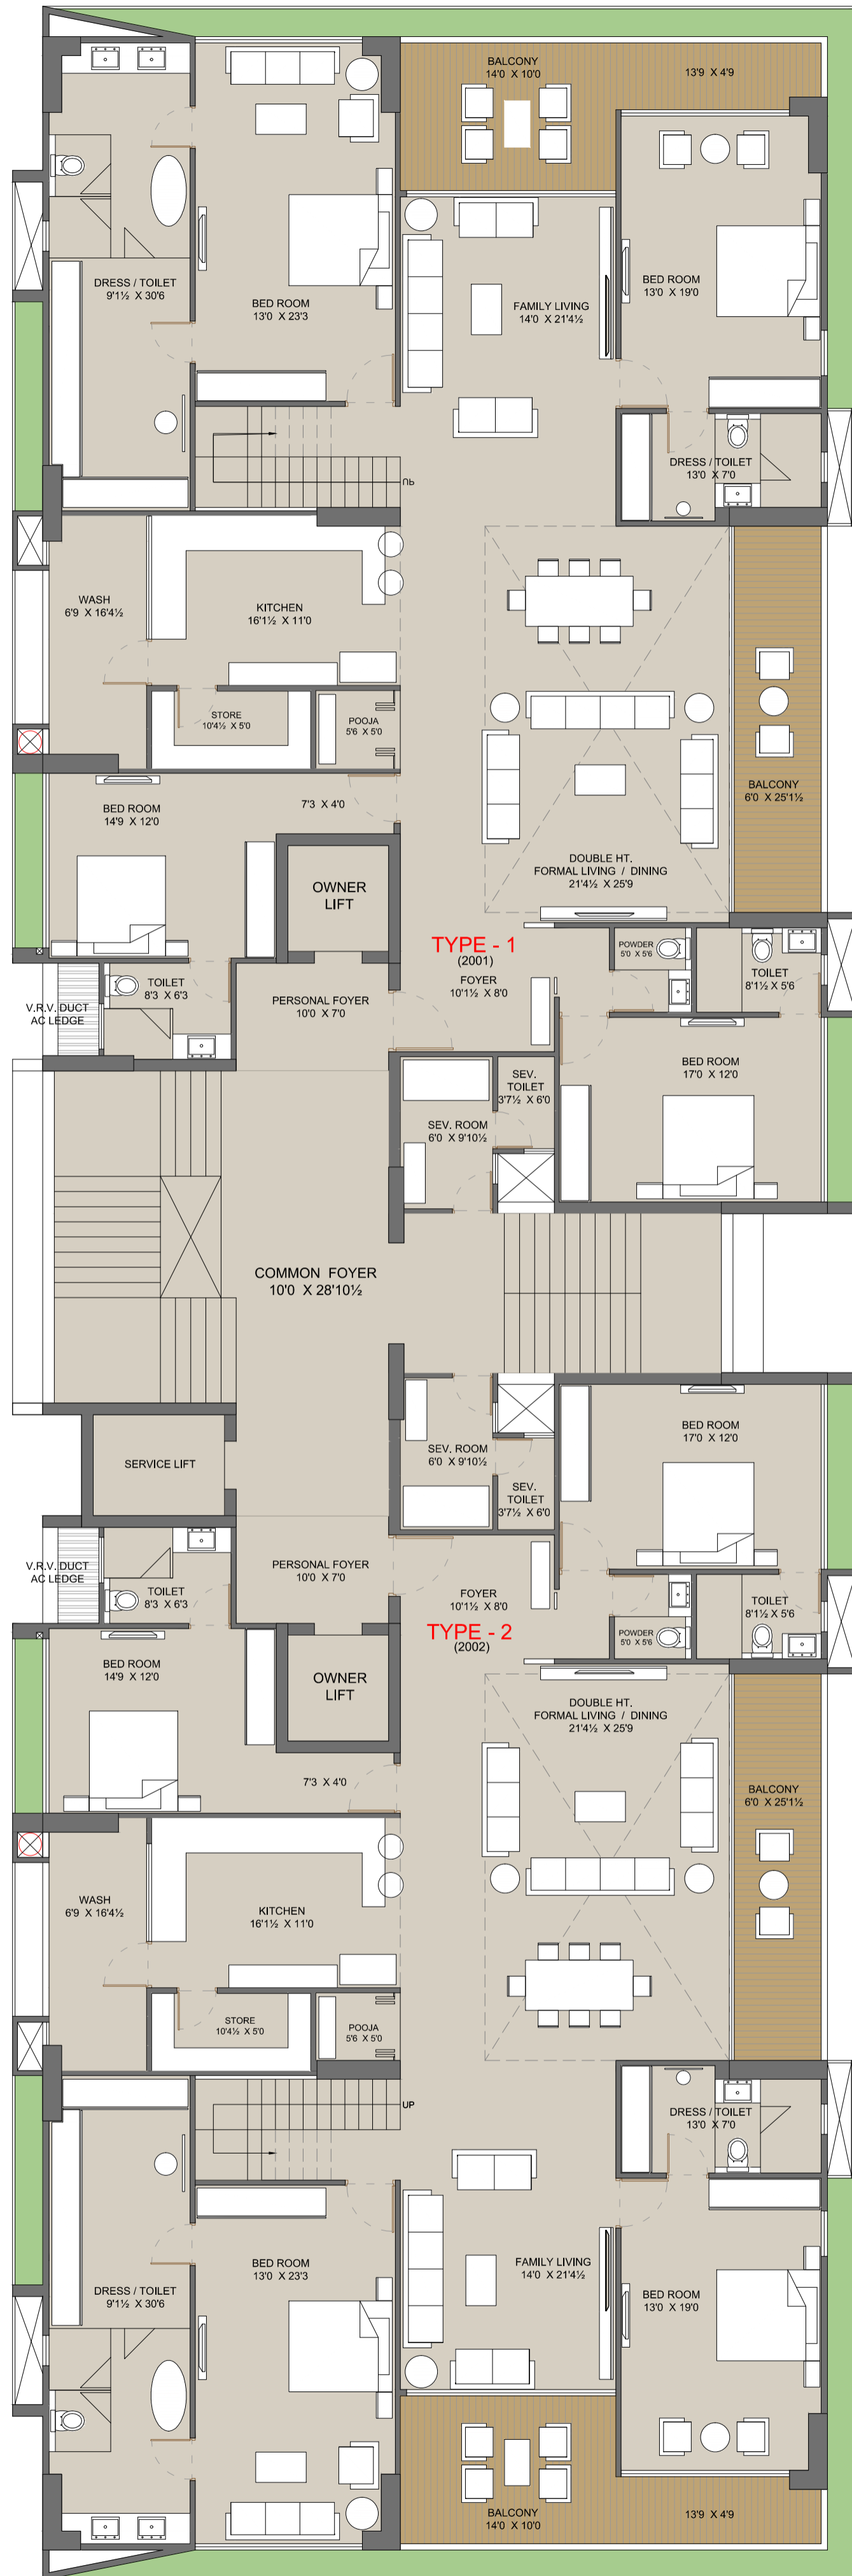 BALCONY
14'0 X 10'0
13'9 X 4'9
DRESS / TOILET
9'1½ X 30'6
BED ROOM
13'0 X 23'3
FAMILY LIVING
14'0 X 21'4½
BED ROOM
13'0 X 19'0
DRESS / TOILET
13'0 X 7'0
UP
WASH
6'9 X 16'4½
KITCHEN
16'1½ X 11'0
STORE
10'4½ X 5'0
POOJA
5'6 X 5'0
BALCONY
6'0 X 25'1½
BED ROOM
14'9 X 12'0
7'3 X 4'0
DOUBLE HT.
FORMAL LIVING / DINING
21'4½ X 25'9
OWNER
LIFT
TYPE - 1
(2001)
FOYER
10'1½ X 8'0
POWDER
5'0 X 5'6
TOILET
8'1½ X 5'6
TOILET
8'3 X 6'3
V.R.V. DUCT
AC LEDGE
PERSONAL FOYER
10'0 X 7'0
BED ROOM
17'0 X 12'0
SEV.
TOILET
3'7½ X 6'0
SEV. ROOM
6'0 X 9'10½
COMMON FOYER
10'0 X 28'10½
BED ROOM
17'0 X 12'0
SEV. ROOM
6'0 X 9'10½
SERVICE LIFT
SEV.
TOILET
3'7½ X 6'0
V.R.V. DUCT
AC LEDGE
TOILET
8'3 X 6'3
PERSONAL FOYER
10'0 X 7'0
FOYER
10'1½ X 8'0
TYPE - 2
(2002)
POWDER
5'0 X 5'6
TOILET
8'1½ X 5'6
BED ROOM
14'9 X 12'0
OWNER
LIFT
DOUBLE HT.
FORMAL LIVING / DINING
21'4½ X 25'9
7'3 X 4'0
BALCONY
6'0 X 25'1½
WASH
6'9 X 16'4½
KITCHEN
16'1½ X 11'0
STORE
10'4½ X 5'0
POOJA
5'6 X 5'0
UP
DRESS / TOILET
13'0 X 7'0
BED ROOM
13'0 X 23'3
FAMILY LIVING
14'0 X 21'4½
DRESS / TOILET
9'1½ X 30'6
BED ROOM
13'0 X 19'0
BALCONY
14'0 X 10'0
13'9 X 4'9